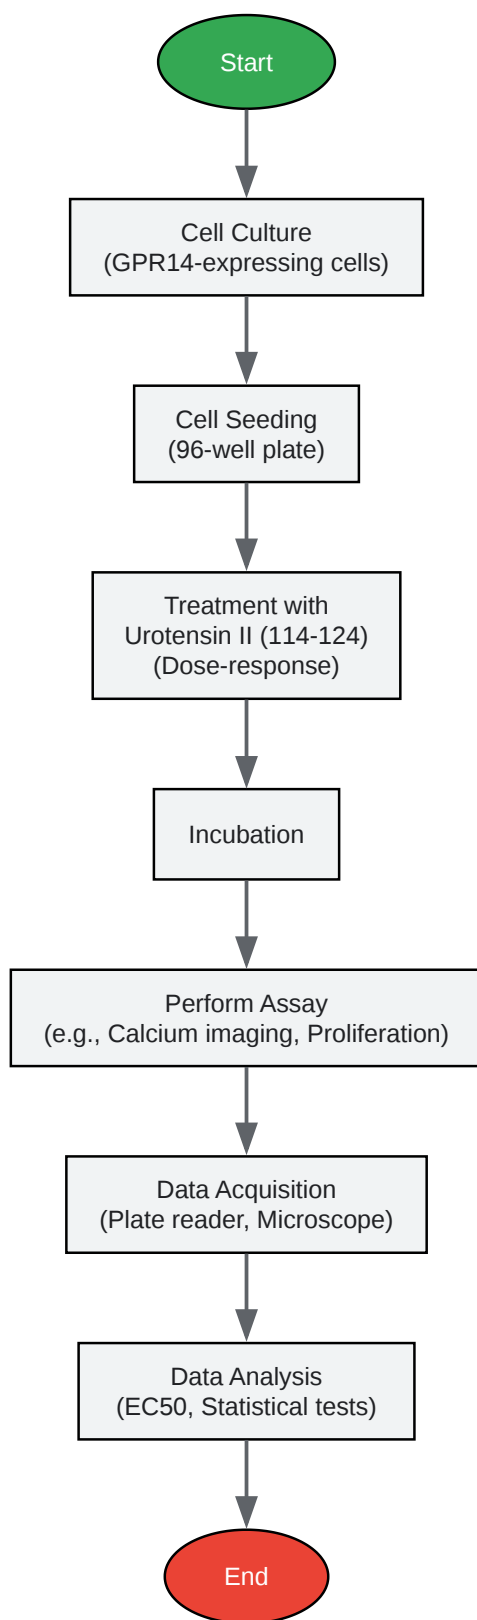 Start
Cell Culture
(GPR14-expressing cells)
Cell Seeding
(96-well plate)
Treatment with
Urotensin II (114-124)
(Dose-response)
Incubation
Perform Assay
(e.g., Calcium imaging, Proliferation)
Data Acquisition
(Plate reader, Microscope)
Data Analysis
(EC50, Statistical tests)
End